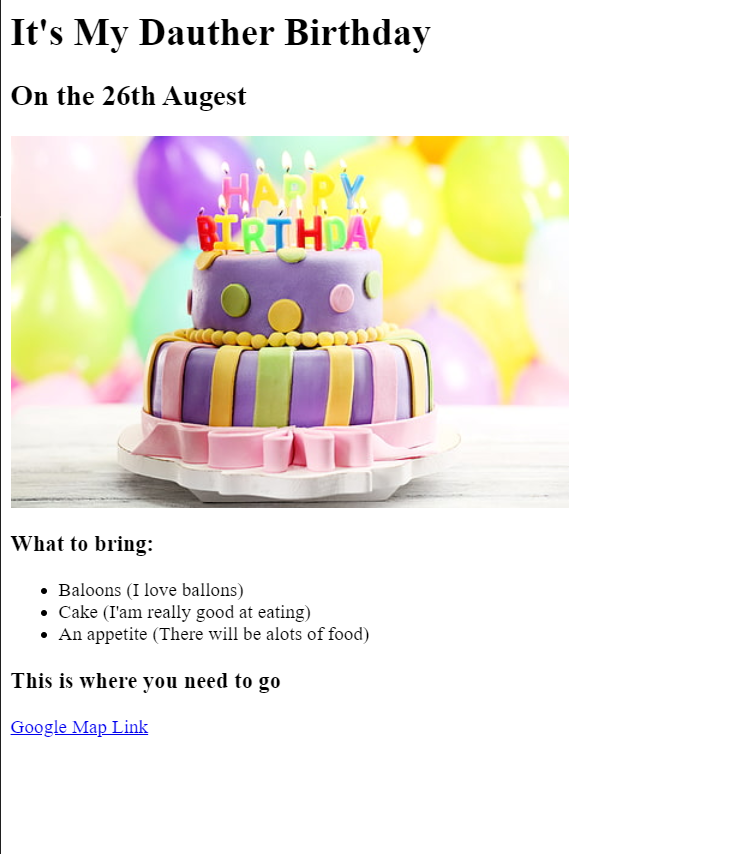 It's My Dauther Birthday
On the 26th Augest
HAPPY
BIRTHDAY
What to bring:
Baloons (I love ballons)
Cake (I'am really good at eating)
An appetite (There will be alots of food)
This is where you need to go
Google Map Link